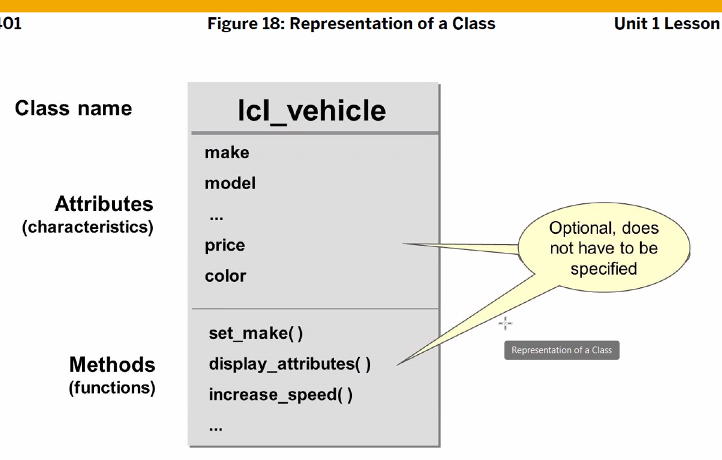 401
Figure 18: Representation of a Class
Unit 1 Lesson
Class name
lcl_vehicle
Attributes
(characteristics)
make
model
...
price
color
Optional, does
not have to be
specified
Methods
(functions)
set_make( )
display_attributes( )
increase_speed( )
...
Representation of a Class